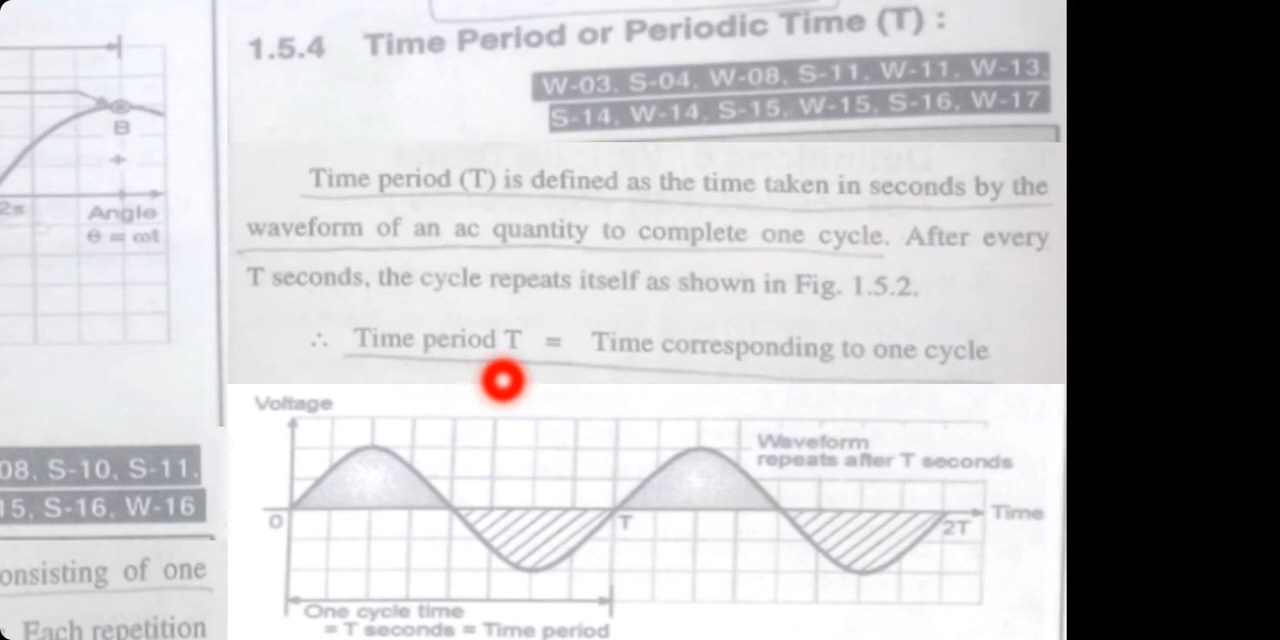 1.5.4 Time Period or Periodic Time (T) :
W-03, S-04, W-08, S-11, W-11, W-13,
S-14, W-14, S-15, W-15, S-16, W-17
Time period (T) is defined as the time taken in seconds by the
waveform of an ac quantity to complete one cycle. After every
T seconds, the cycle repeats itself as shown in Fig. 1.5.2.
∴ Time period T = Time corresponding to one cycle
Voltage
Waveform
repeats after T seconds
0
T
2T
Time
One cycle time
= T seconds = Time period
B
+
2π
Angle
θ = ωt
08, S-10, S-11,
15, S-16, W-16
onsisting of one
Each repetition